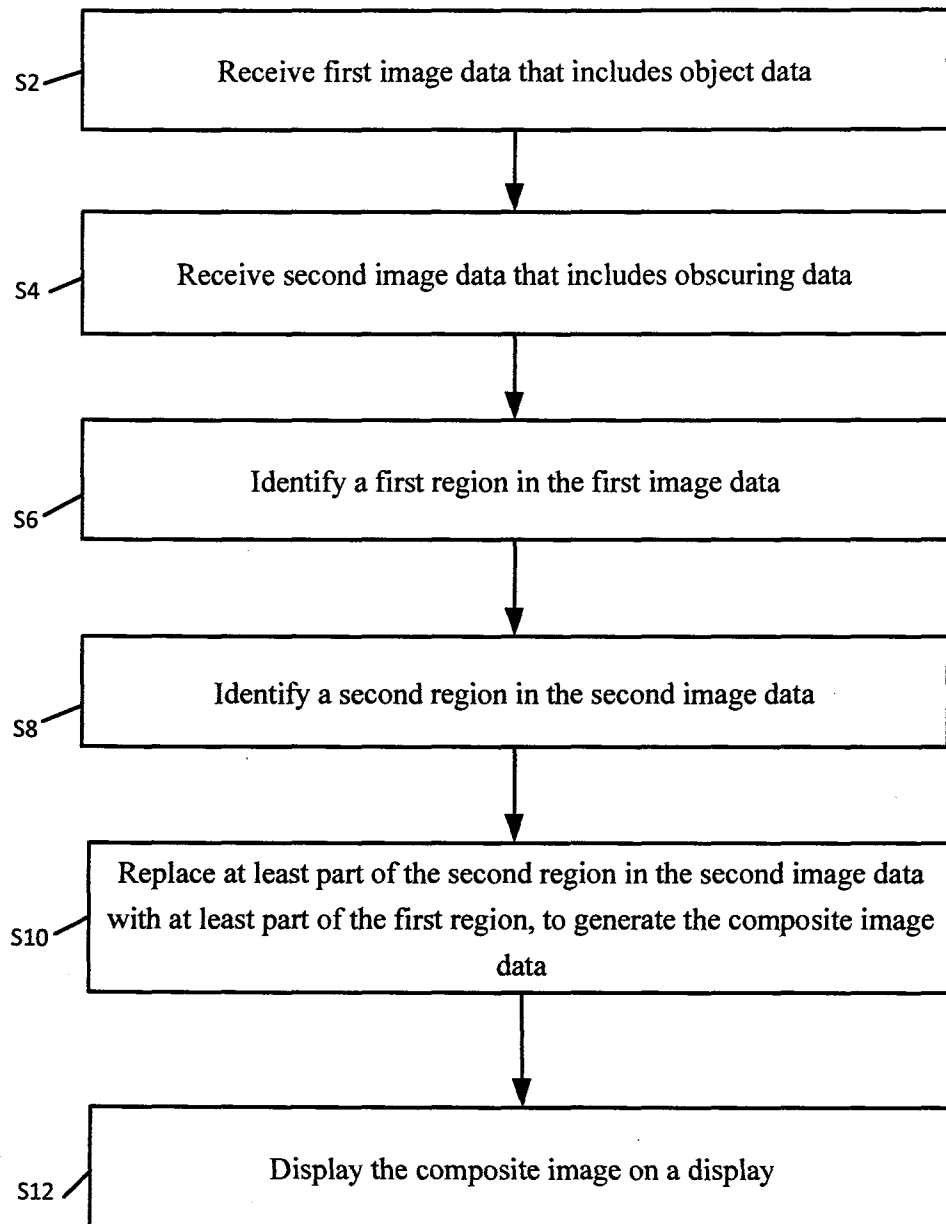 S2
Receive first image data that includes object data
S4
Receive second image data that includes obscuring data
S6
Identify a first region in the first image data
S8
Identify a second region in the second image data
S10
Replace at least part of the second region in the second image data
with at least part of the first region, to generate the composite image
data
S12
Display the composite image on a display